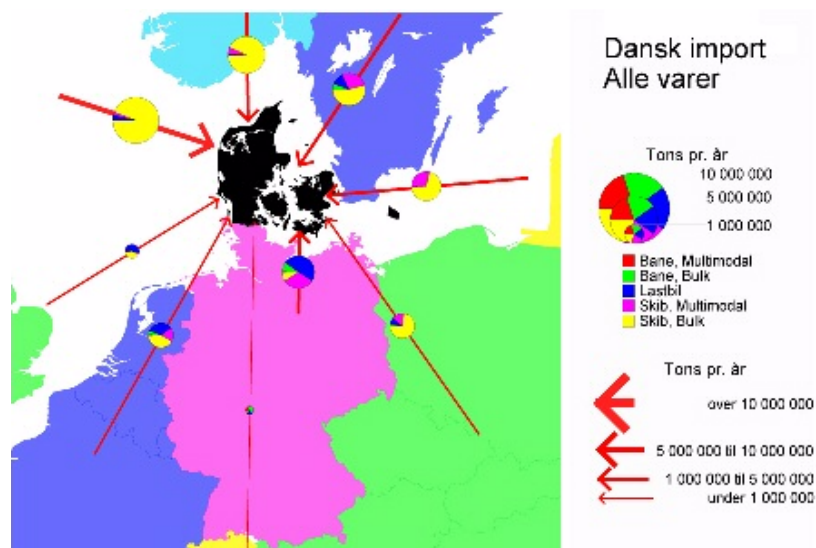 Dansk import
Alle varer
Tons pr. år
10 000 000
5 000 000
1 000 000
Bane, Multimodal
Bane, Bulk
Lastbil
Skib, Multimodal
Skib, Bulk
Tons pr. år
over 10 000 000
5 000 000 til 10 000 000
1 000 000 til 5 000 000
under 1 000 000